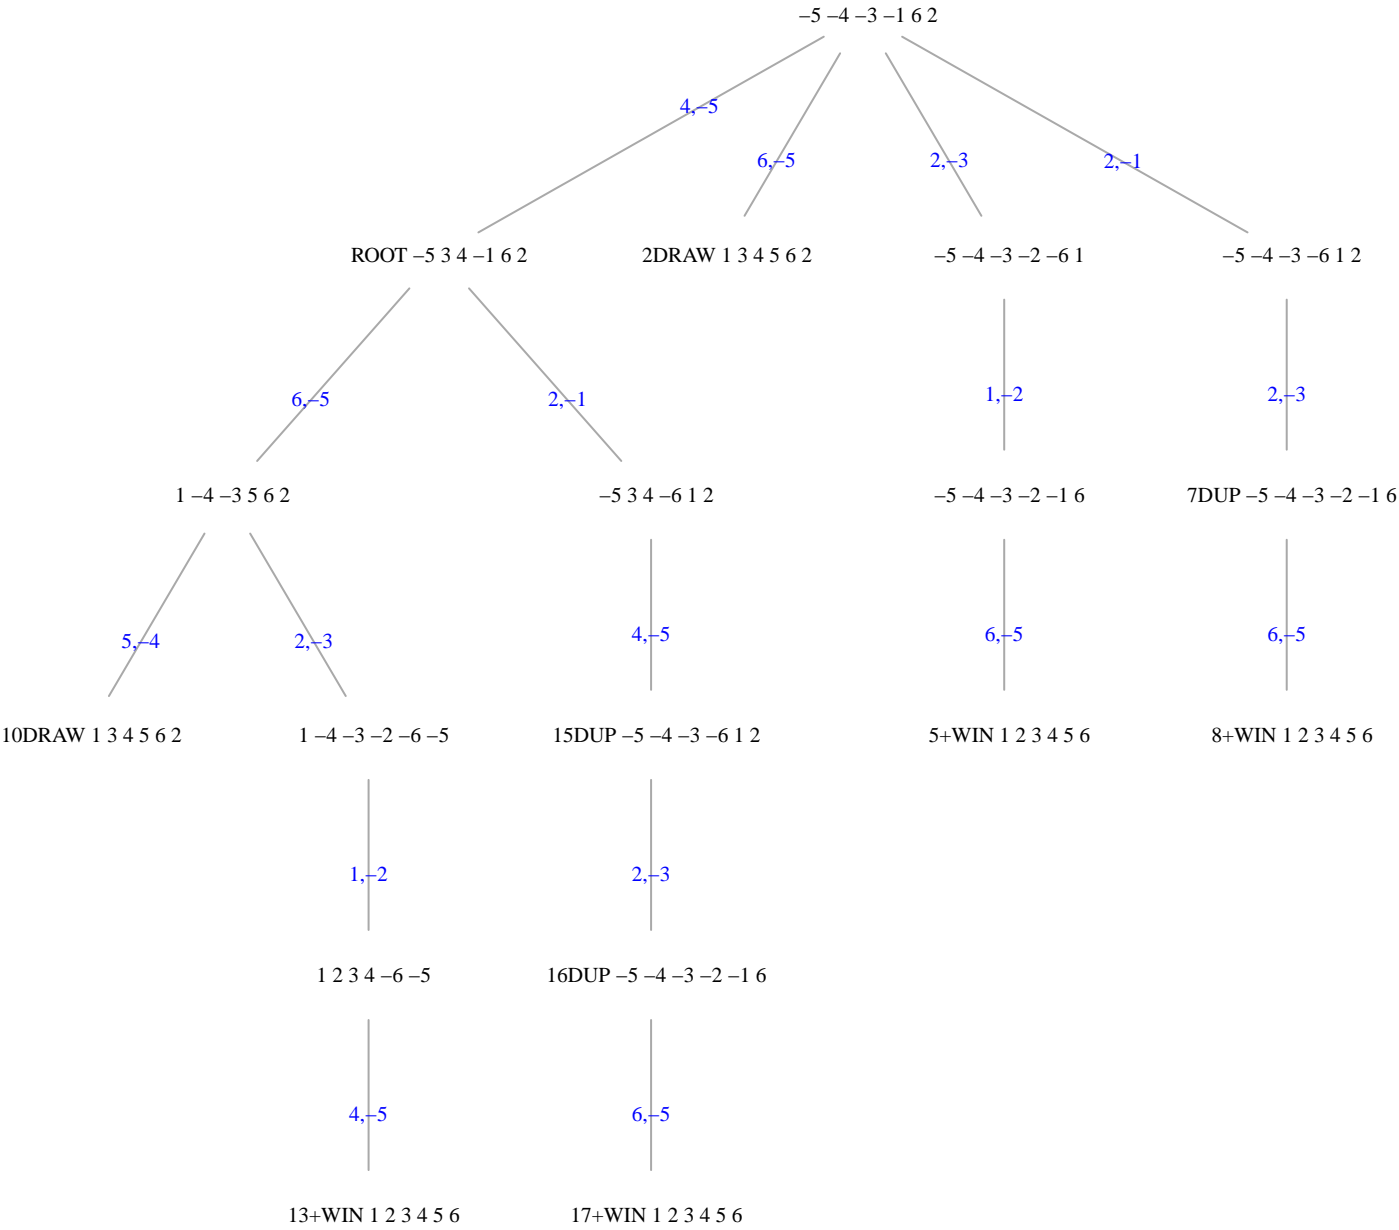 −5 −4 −3 −1 6 2
4,−5
6,−5
2,−3
2,−1
ROOT −5 3 4 −1 6 2
2DRAW 1 3 4 5 6 2
−5 −4 −3 −2 −6 1
−5 −4 −3 −6 1 2
6,−5
2,−1
1,−2
2,−3
1 −4 −3 5 6 2
−5 3 4 −6 1 2
−5 −4 −3 −2 −1 6
7DUP −5 −4 −3 −2 −1 6
5,−4
2,−3
4,−5
6,−5
6,−5
10DRAW 1 3 4 5 6 2
1 −4 −3 −2 −6 −5
15DUP −5 −4 −3 −6 1 2
5+WIN 1 2 3 4 5 6
8+WIN 1 2 3 4 5 6
1,−2
2,−3
1 2 3 4 −6 −5
16DUP −5 −4 −3 −2 −1 6
4,−5
6,−5
13+WIN 1 2 3 4 5 6
17+WIN 1 2 3 4 5 6